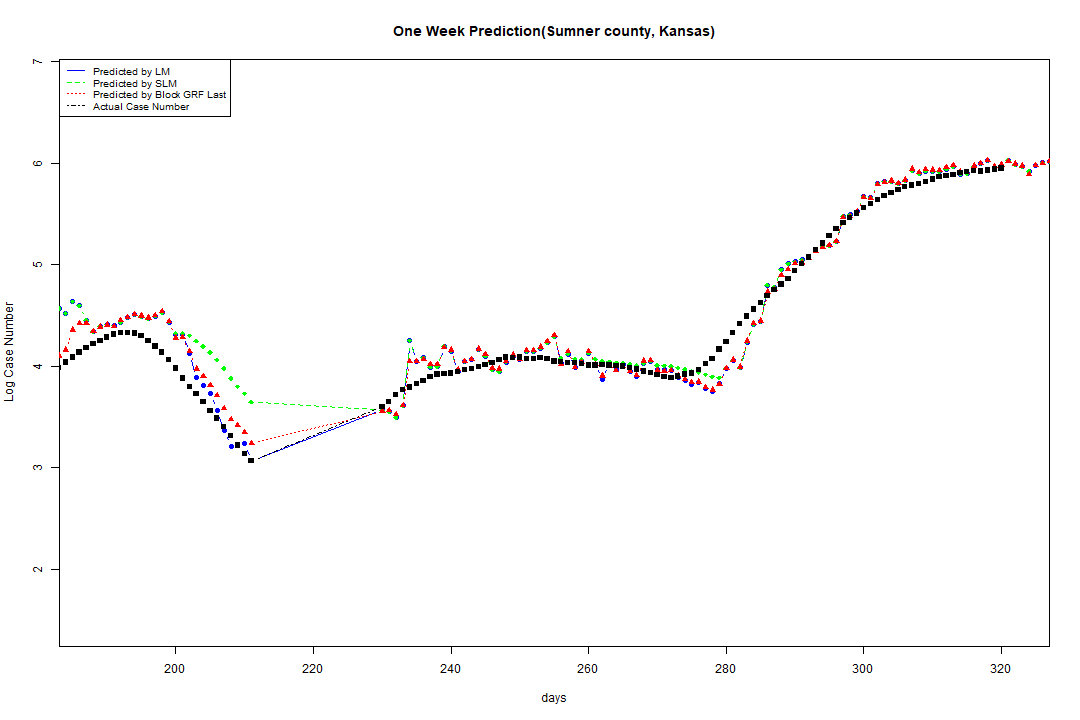 One Week Prediction(Sumner county, Kansas)
Predicted by LM
Predicted by SLM
Predicted by Block GRF Last
Actual Case Number
Log Case Number
7
6
5
4
3
2
200 220 240 260 280 300 320
days